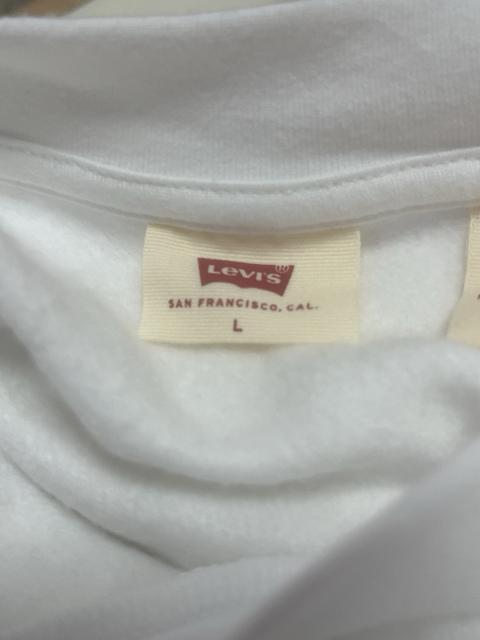 Levi's®
SAN FRANCISCO, CAL.
L